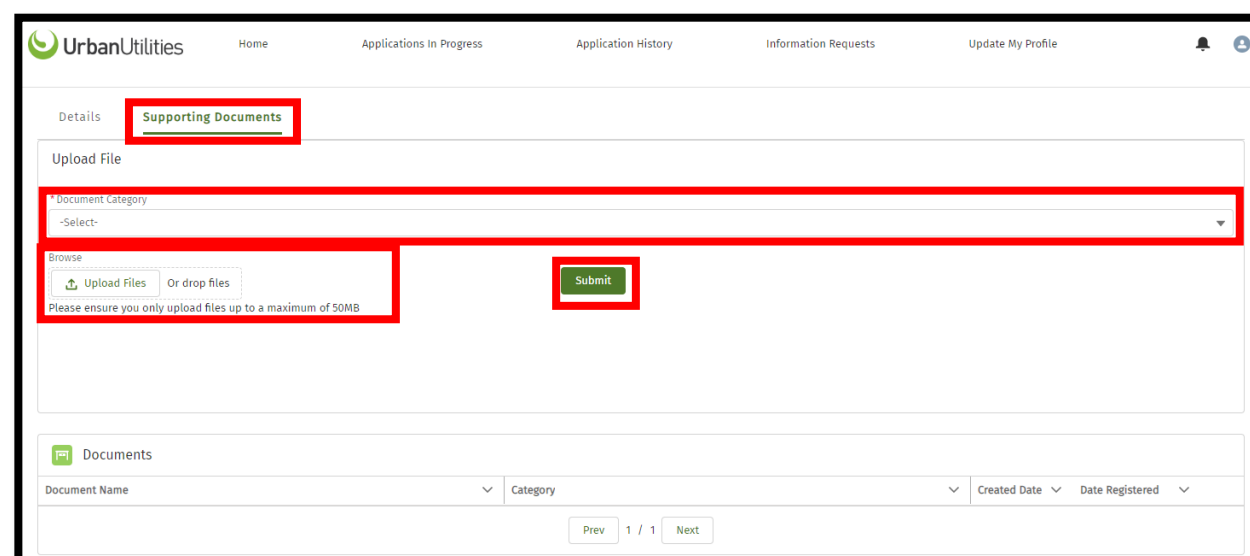 UrbanUtilities Home Applications In Progress Application History Information Requests Update My Profile
Details Supporting Documents
Upload File
* Document Category
-Select-
Browse
Upload Files Or drop files
Submit
Please ensure you only upload files up to a maximum of 50MB
Documents
Document Name Category Created Date Date Registered
Prev 1 / 1 Next